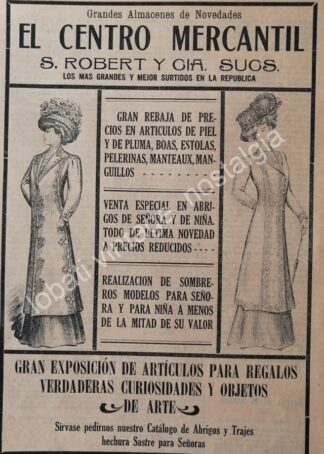 Grandes Almacenes de Novedades
EL CENTRO MERCANTIL
S. ROBERT Y CIA. SUCS.
LOS MAS GRANDES Y MEJOR SURTIDOS EN LA REPUBLICA
GRAN REBAJA DE PRE-
CIOS EN ARTICULOS DE PIEL
Y DE PLUMA, BOAS, ESTOLAS,
PELERINAS, MANTEAUX, MAN-
GUILLOS
VENTA ESPECIAL EN ABRI-
GOS DE SEÑORA Y DE NIÑA.
TODO DE ULTIMA NOVEDAD
A PRECIOS REDUCIDOS
REALIZACION DE SOMBRE-
ROS MODELOS PARA SEÑO-
RA Y PARA NIÑA A MENOS
DE LA MITAD DE SU VALOR
GRAN EXPOSICIÓN DE ARTÍCULOS PARA REGALOS
VERDADERAS CURIOSIDADES Y OBJETOS
DE ARTE
Sírvase pedirnos nuestro Catálogo de Abrigos y Trajes
hechura Sastre para Señoras